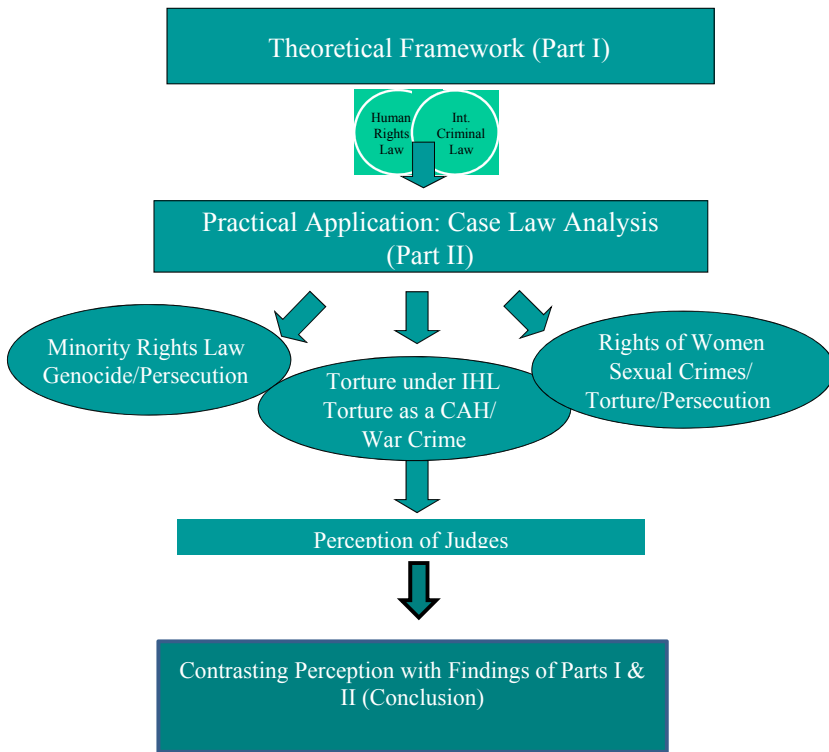 Theoretical Framework (Part I)
Human
Rights
Law
Int.
Criminal
Law
Practical Application: Case Law Analysis
(Part II)
Minority Rights Law
Genocide/Persecution
Torture under IHL
Torture as a CAH/
War Crime
Rights of Women
Sexual Crimes/
Torture/Persecution
Perception of Judges
Contrasting Perception with Findings of Parts I &
II (Conclusion)